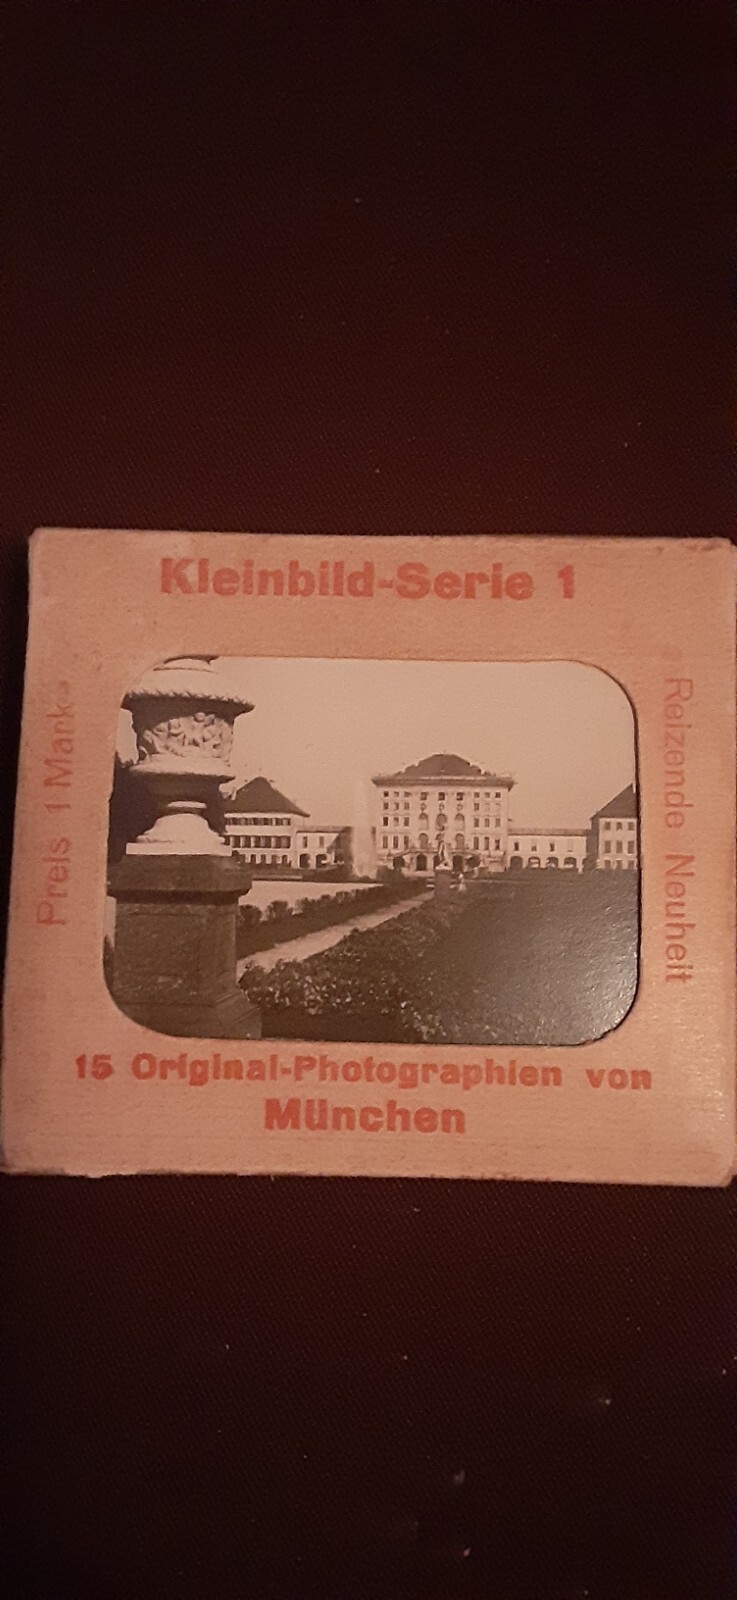 Kleinbild-Serie 1
Preis 1 Mark
Reizende Neuheit
15 Original-Photographien von
München